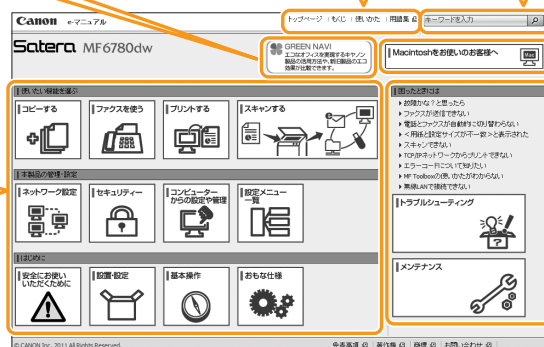 Canon e-マニュアル
トップページ | もくじ | 使いかた | 用語集
キーワードを入力
Satera MF6780dw
GREEN NAVI
エコなオフィスを実現するキヤノン
製品の活用方法や、新旧製品のエコ
効果が比較できます。
Macintoshをお使いのお客様へ
Mac
使いたい機能を選ぶ
コピーする
ファクスを使う
プリントする
スキャンする
本製品の管理・設定
ネットワーク設定
セキュリティー
コンピューター
からの設定や管理
設定メニュー
一覧
はじめに
安全にお使い
いただくために
設置・設定
基本操作
おもな仕様
困ったときには
故障かな？と思ったら
ファクスが送信できない
電話とファクスが自動的に切り替わらない
＜用紙と設定サイズが不一致＞と表示された
スキャンできない
TCP/IPネットワークからプリントできない
エラーコードについて知りたい
MF Toolboxの使いかたがわからない
無線LANで接続できない
トラブルシューティング
メンテナンス
© CANON Inc. 2011 All Rights Reserved.
免責事項 | 著作権 | 商標 | お問い合わせ